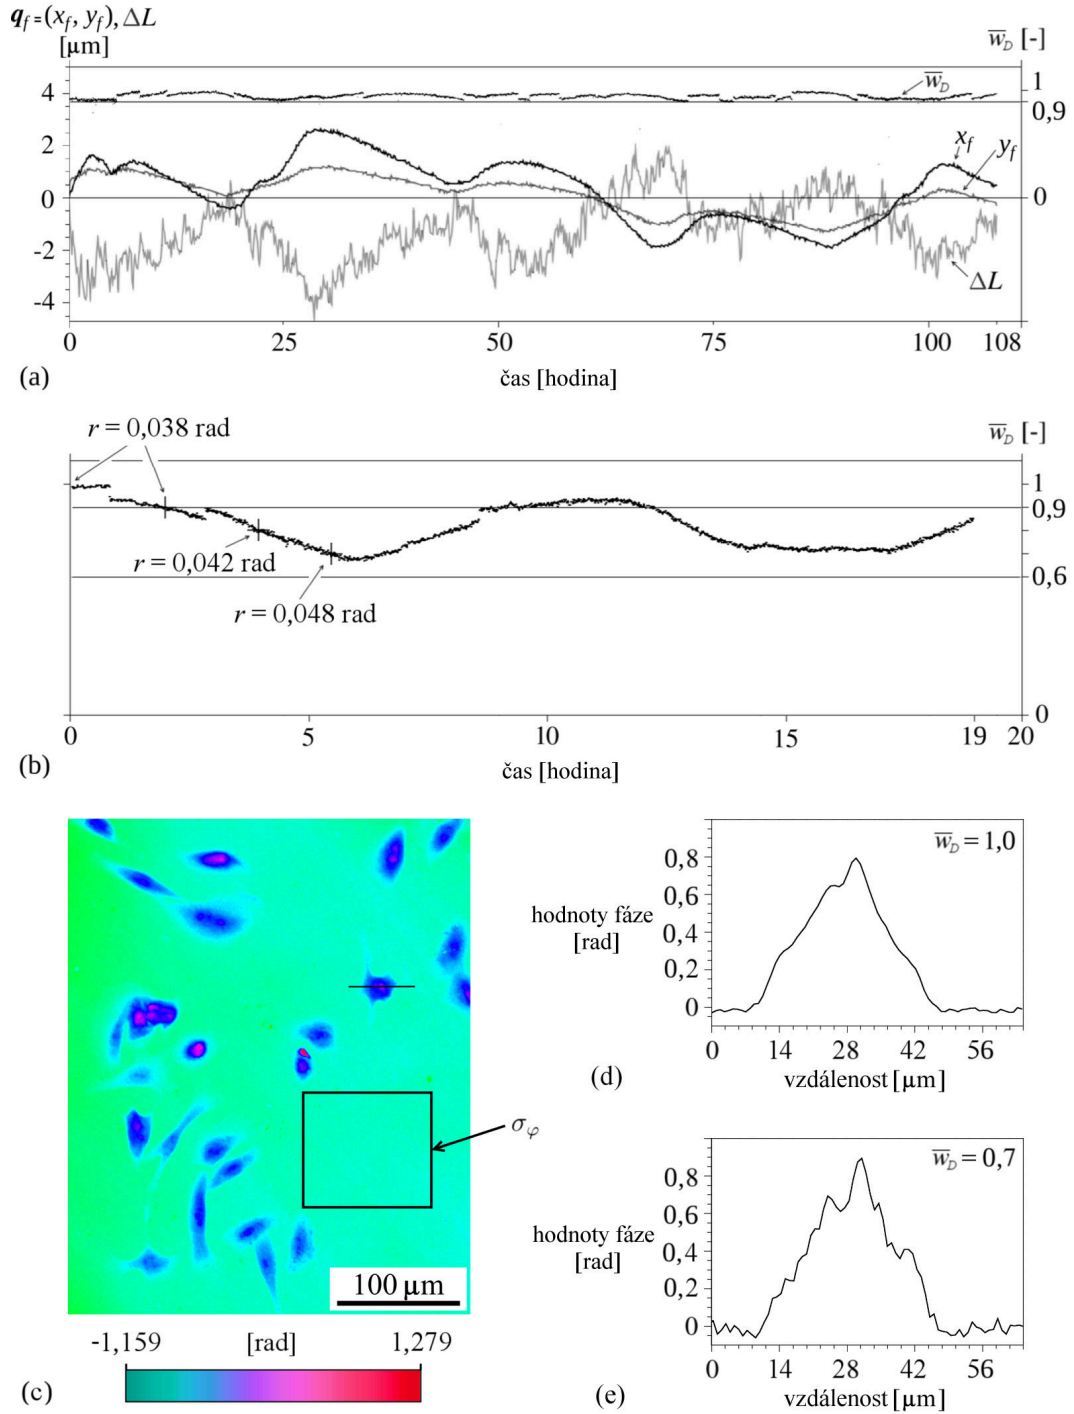 q_f = (x_f, y_f), ΔL
[μm]
w̅_D [-]
4
2
0
-2
-4
1
0,9
0
w̅_D
x_f
y_f
ΔL
0 25 50 75 100 108
(a)
čas [hodina]
r = 0,038 rad
w̅_D [-]
1
0,9
0,6
0
r = 0,042 rad
r = 0,048 rad
0 5 10 15 19 20
(b)
čas [hodina]
σ_φ
100 μm
-1,159 [rad] 1,279
(c)
w̅_D = 1,0
hodnoty fáze
[rad]
0,8
0,6
0,4
0,2
0
0 14 28 42 56
(d)
vzdálenost [μm]
w̅_D = 0,7
hodnoty fáze
[rad]
0,8
0,6
0,4
0,2
0
0 14 28 42 56
(e)
vzdálenost [μm]